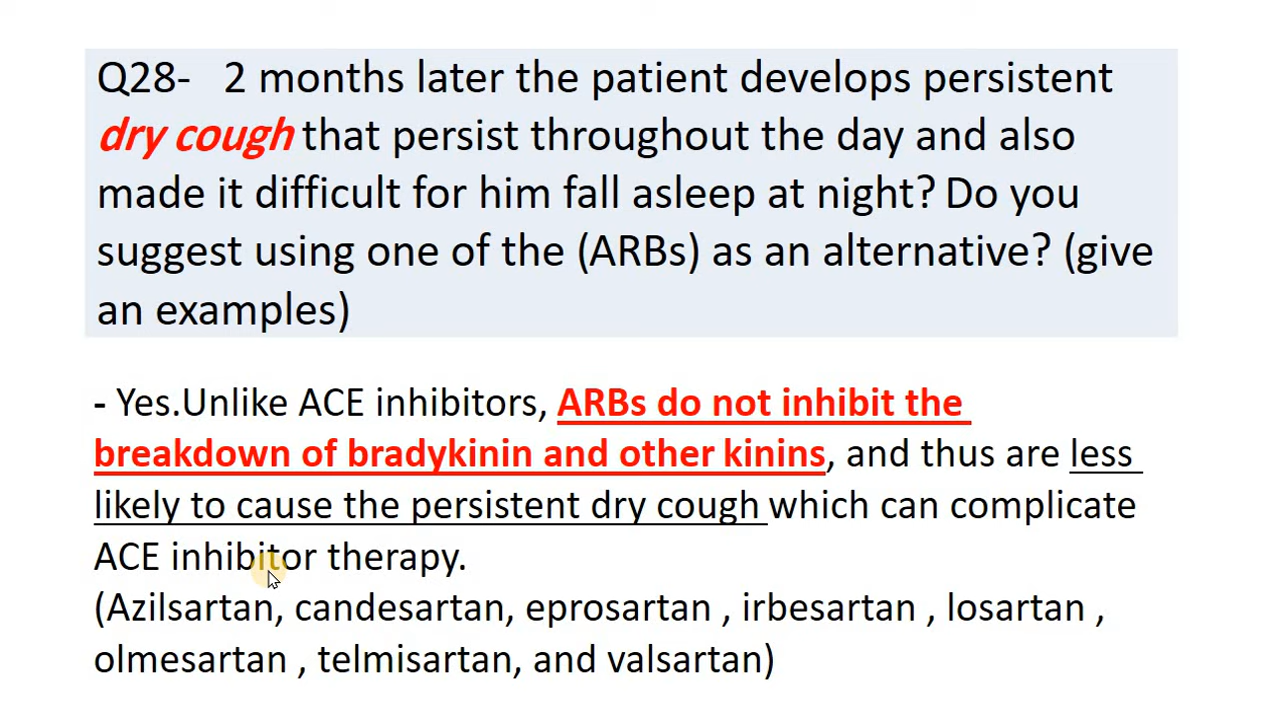 Q28-   2 months later the patient develops persistent
dry cough that persist throughout the day and also
made it difficult for him fall asleep at night? Do you
suggest using one of the (ARBs) as an alternative? (give
an examples)
- Yes.Unlike ACE inhibitors, ARBs do not inhibit the
breakdown of bradykinin and other kinins, and thus are less
likely to cause the persistent dry cough which can complicate
ACE inhibitor therapy.
(Azilsartan, candesartan, eprosartan , irbesartan , losartan ,
olmesartan , telmisartan, and valsartan)